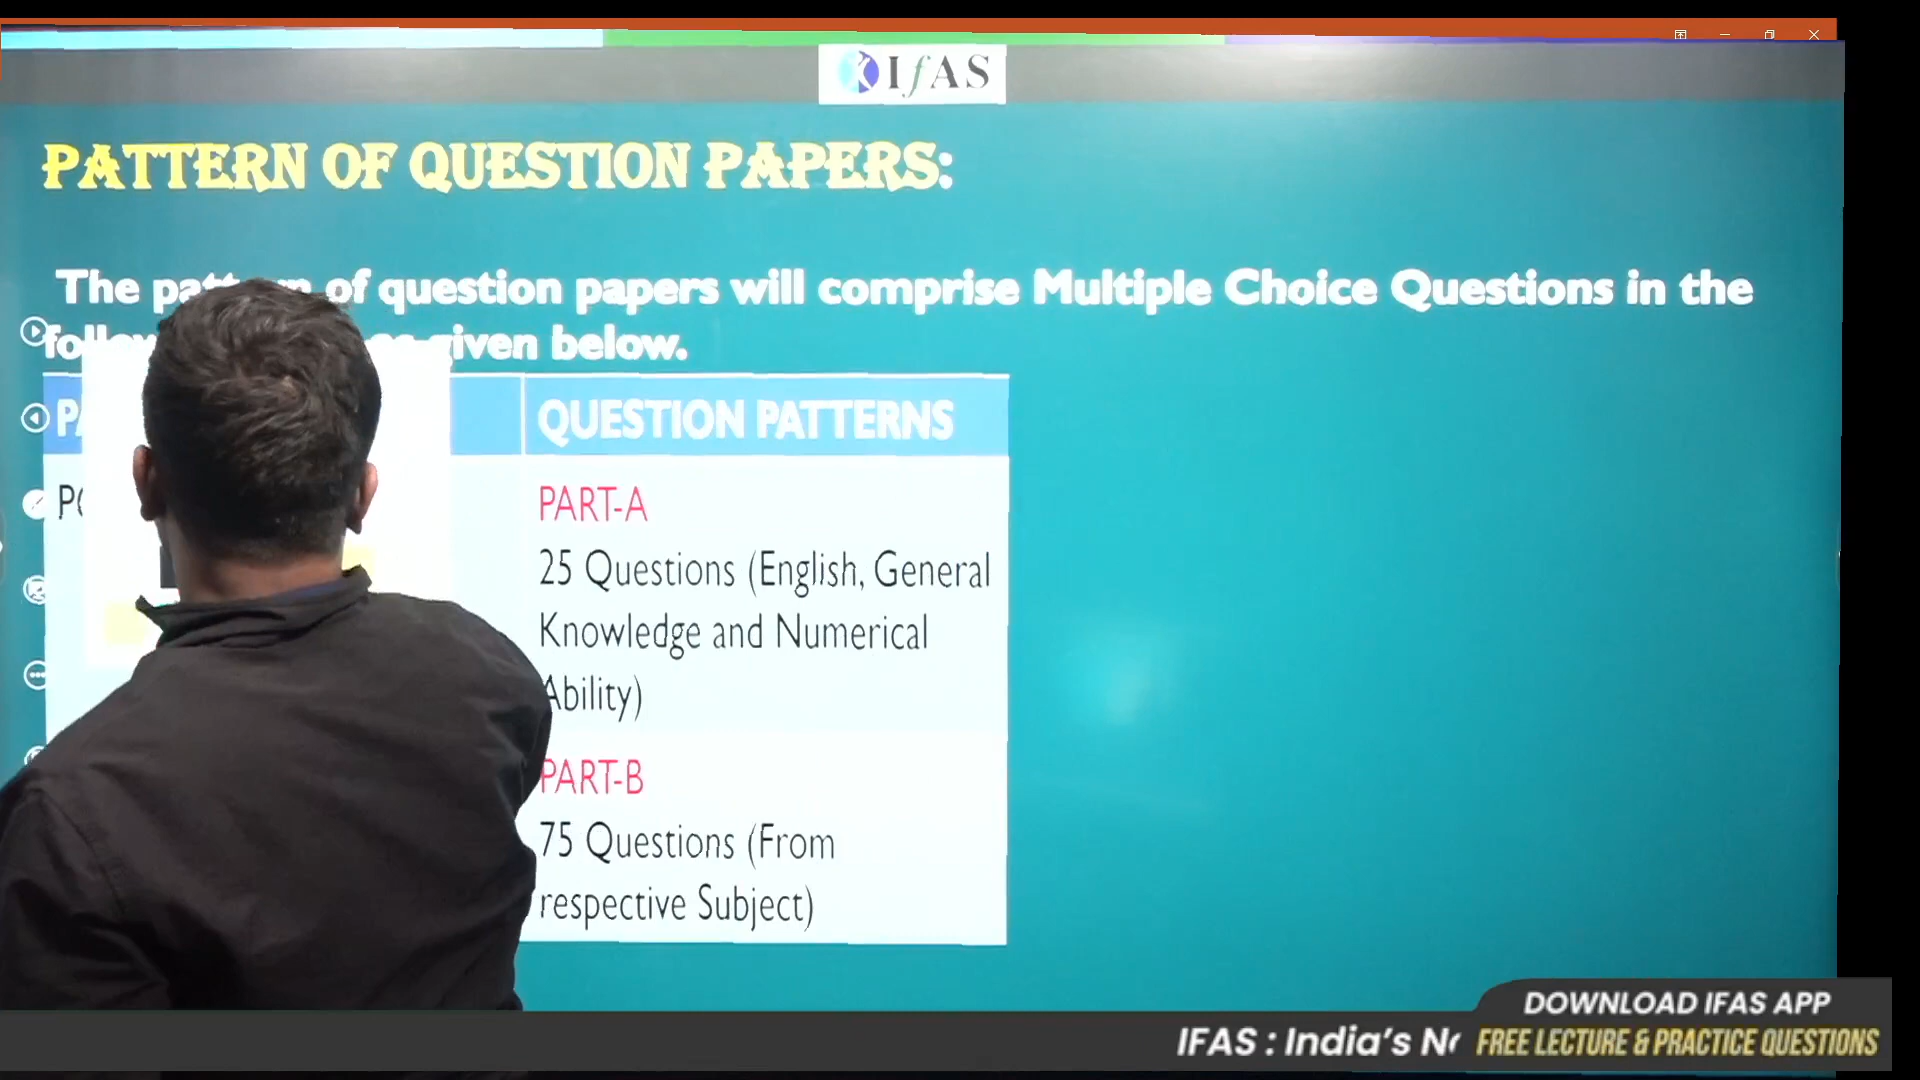 IfAS
PATTERN OF QUESTION PAPERS:
The of question papers will comprise Multiple Choice Questions in the
given below.
QUESTION PATTERNS
PART-A
25 Questions (English, General
Knowledge and Numerical
Ability)
PART-B
75 Questions (From
respective Subject)
DOWNLOAD IFAS APP
IFAS : India's
FREE LECTURE & PRACTICE QUESTIONS